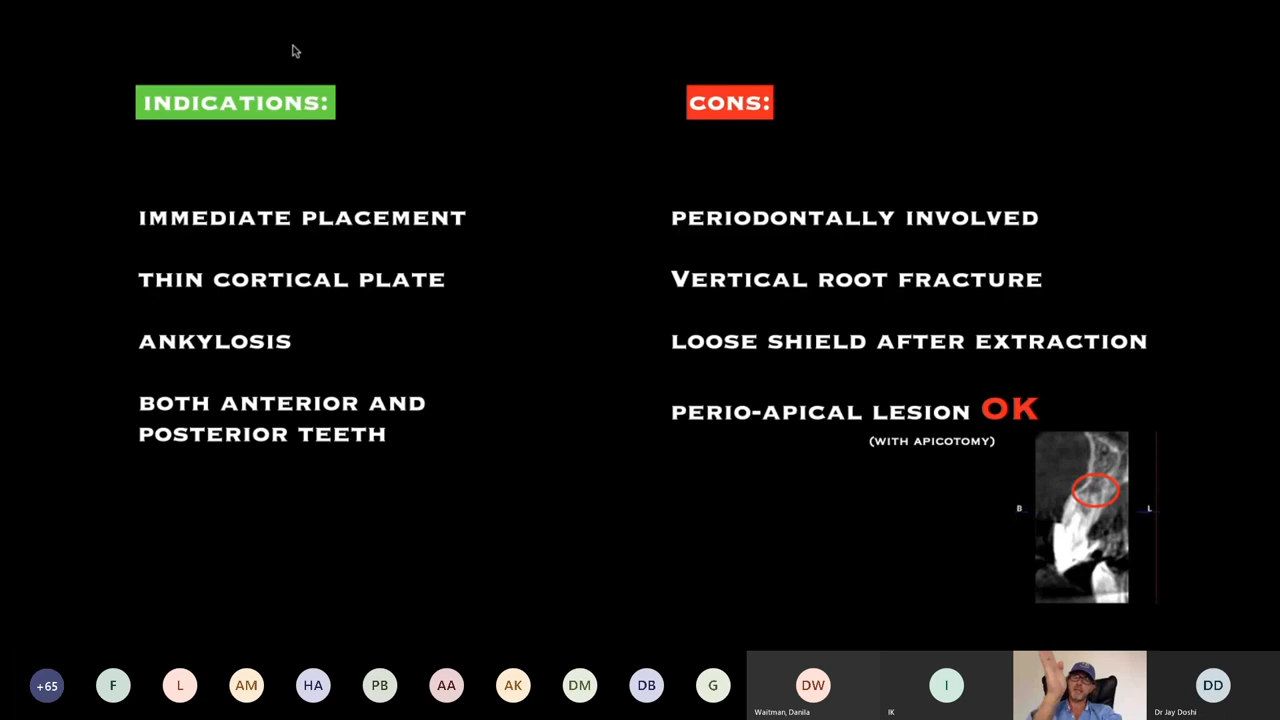 INDICATIONS:
IMMEDIATE PLACEMENT
THIN CORTICAL PLATE
ANKYLOSIS
BOTH ANTERIOR AND
POSTERIOR TEETH
CONS:
PERIODONTALLY INVOLVED
VERTICAL ROOT FRACTURE
LOOSE SHIELD AFTER EXTRACTION
PERIO-APICAL LESION OK
(WITH APICOTOMY)
B L
+65 F L AM HA PB AA AK DM DB G DW I DD
Waitman, Danila IK Dr Jay Doshi